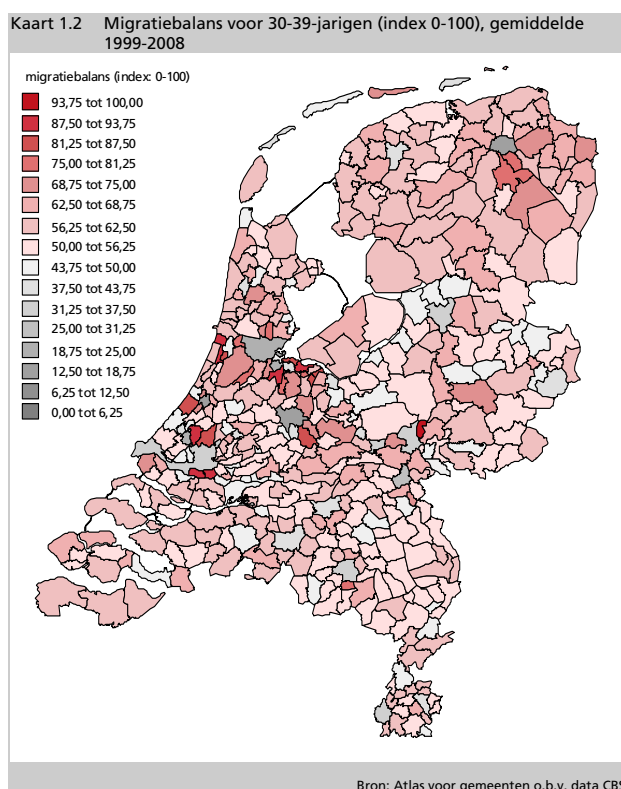 Kaart 1.2 Migratiebalans voor 30-39-jarigen (index 0-100), gemiddelde
1999-2008
migratiebalans (index: 0-100)
93,75 tot 100,00
87,50 tot 93,75
81,25 tot 87,50
75,00 tot 81,25
68,75 tot 75,00
62,50 tot 68,75
56,25 tot 62,50
50,00 tot 56,25
43,75 tot 50,00
37,50 tot 43,75
31,25 tot 37,50
25,00 tot 31,25
18,75 tot 25,00
12,50 tot 18,75
6,25 tot 12,50
0,00 tot 6,25
Bron: Atlas voor gemeenten o.b.v. data CBS